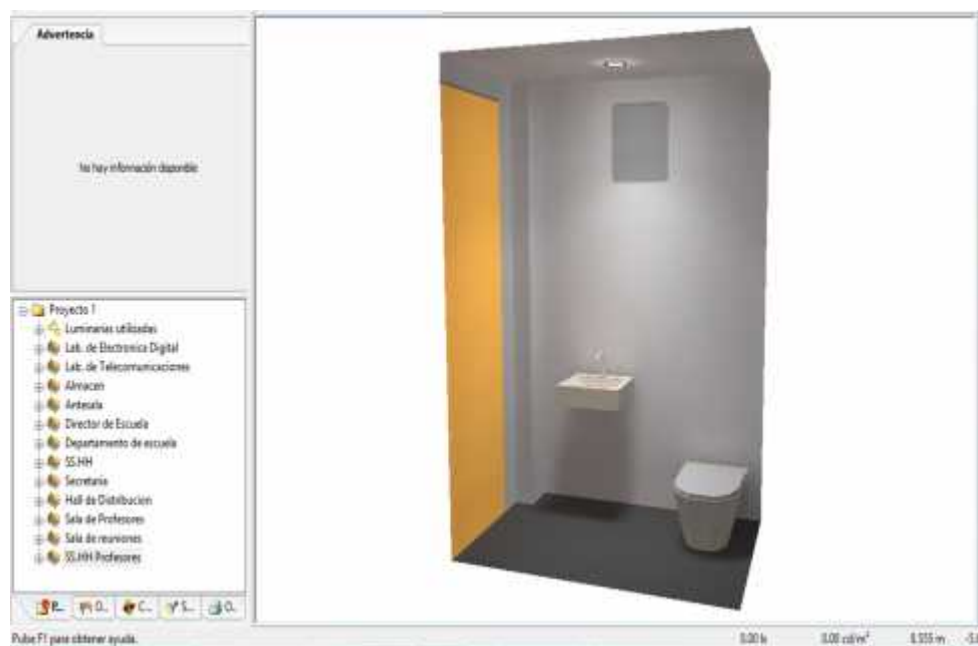 Advertencia
No hay información disponible
Proyecto 1
Luminarias utilizadas
Lab. de Electronica Digital
Lab. de Telecomunicaciones
Almacen
Antesala
Director de Escuela
Departamento de escuela
SS.HH
Secretaria
Hall de Distribucion
Sala de Profesores
Sala de reuniones
SS.HH Profesores
P... O... C... S... O...
Pulse F1 para obtener ayuda. 0.00 lx 0.00 cd/m²